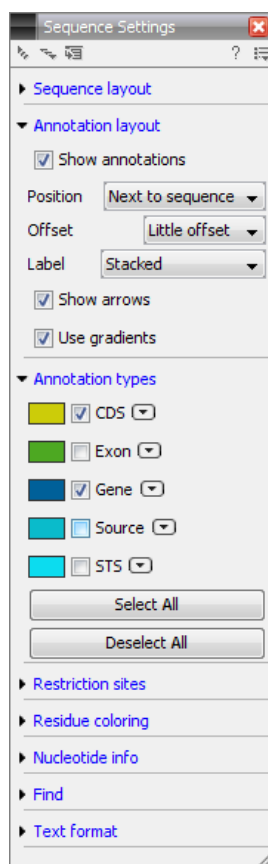 Sequence Settings
?
Sequence layout
Annotation layout
Show annotations
Position Next to sequence
Offset Little offset
Label Stacked
Show arrows
Use gradients
Annotation types
CDS
Exon
Gene
Source
STS
Select All
Deselect All
Restriction sites
Residue coloring
Nucleotide info
Find
Text format